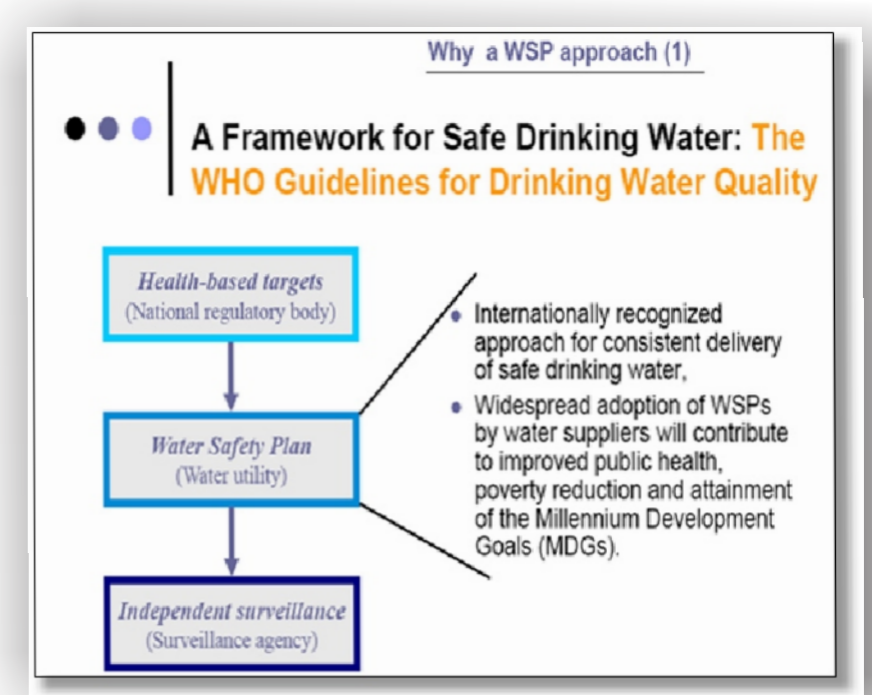 Why a WSP approach (1)
A Framework for Safe Drinking Water: The
WHO Guidelines for Drinking Water Quality
Health-based targets
(National regulatory body)
Water Safety Plan
(Water utility)
Independent surveillance
(Surveillance agency)
Internationally recognized
approach for consistent delivery
of safe drinking water,
Widespread adoption of WSPs
by water suppliers will contribute
to improved public health,
poverty reduction and attainment
of the Millennium Development
Goals (MDGs).